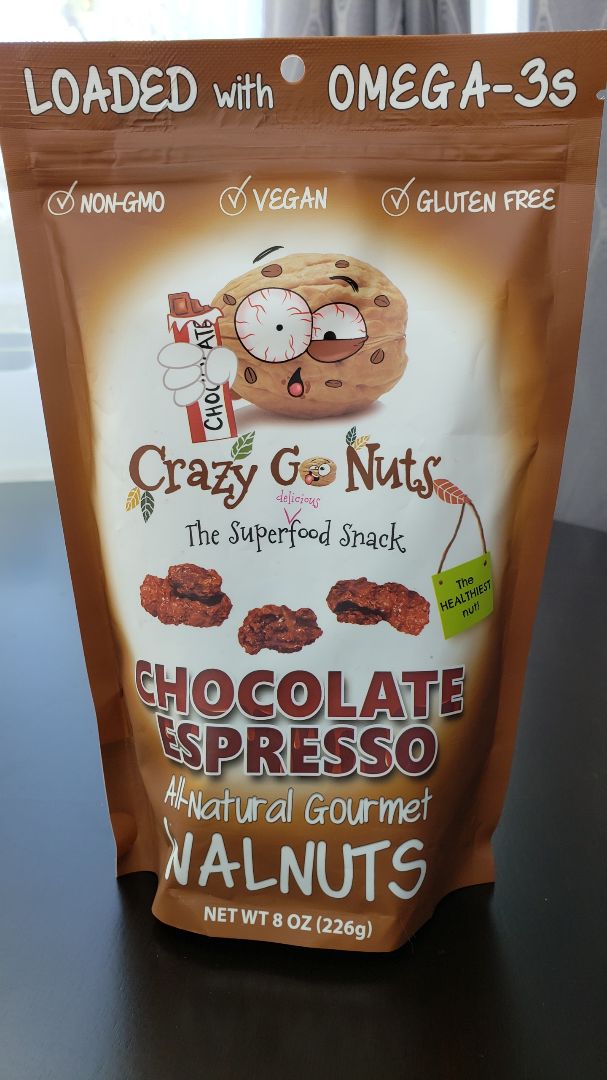 LOADED with OMEGA-3s
NON-GMO VEGAN GLUTEN FREE
Crazy Go Nuts
delicious
The Superfood Snack
The
HEALTHIEST
nut!
CHOCOLATE
ESPRESSO
All-Natural Gourmet
WALNUTS
NET WT 8 OZ (226g)